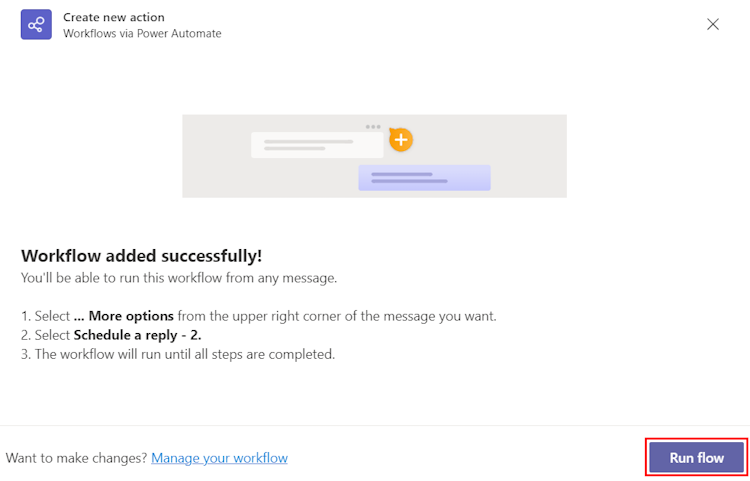 Create new action
Workflows via Power Automate
Workflow added successfully!
You'll be able to run this workflow from any message.
1. Select ... More options from the upper right corner of the message you want.
2. Select Schedule a reply - 2.
3. The workflow will run until all steps are completed.
Want to make changes? Manage your workflow
Run flow